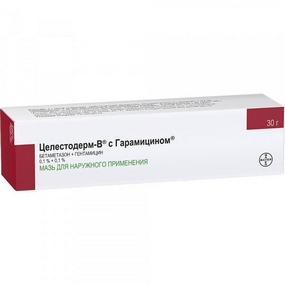 Целестодерм-В® с Гарамицином®
БЕТАМЕТАЗОН + ГЕНТАМИЦИН
0,1% + 0,1%
МАЗЬ ДЛЯ НАРУЖНОГО ПРИМЕНЕНИЯ
30 г
BAYER